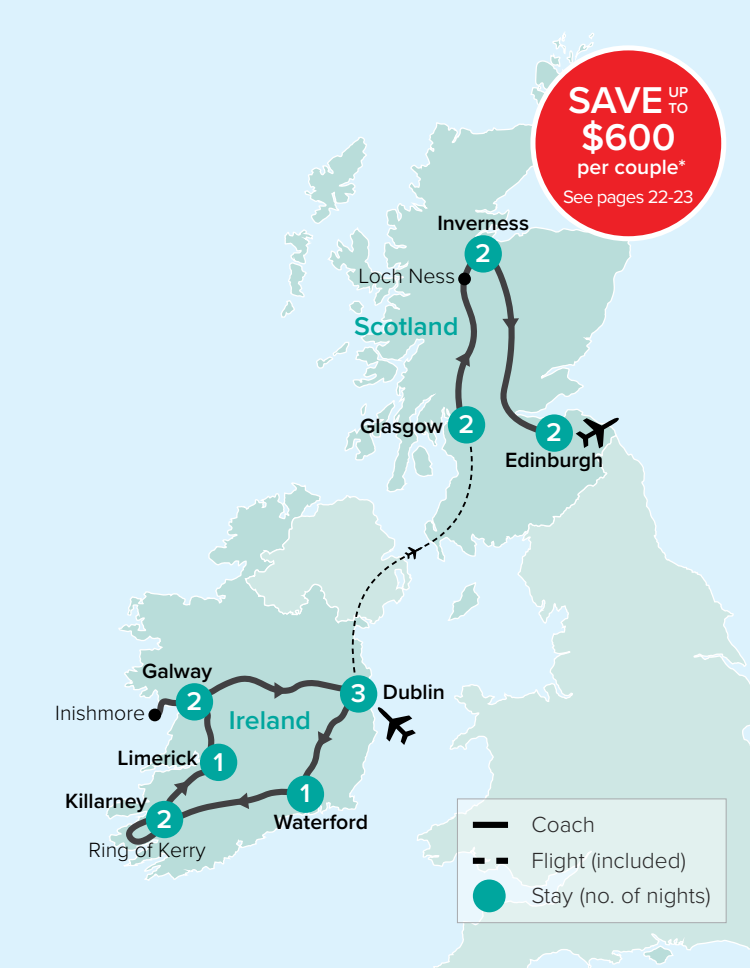 SAVE UP TO
$600
per couple*
See pages 22-23
Inverness
2
Loch Ness
Scotland
Glasgow
2
2
Edinburgh
Galway
2
3
Dublin
Inishmore
Ireland
Limerick
1
Killarney
2
1
Waterford
Ring of Kerry
Coach
Flight (included)
Stay (no. of nights)